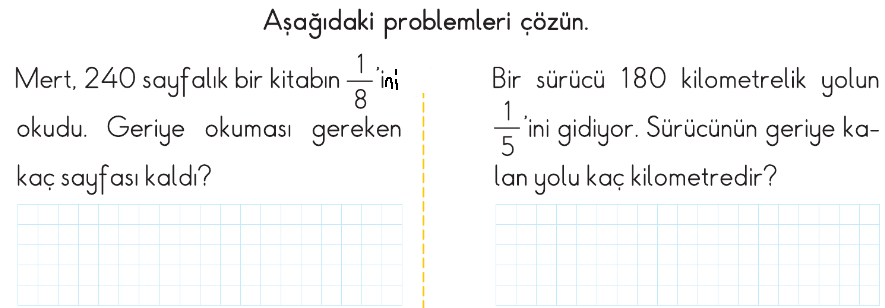 Aşağıdaki problemleri çözün.
Mert, 240 sayfalık bir kitabın 1/8 'ini
okudu. Geriye okuması gereken
kaç sayfası kaldı?
Bir sürücü 180 kilometrelik yolun
1/5 'ini gidiyor. Sürücünün geriye ka-
lan yolu kaç kilometredir?